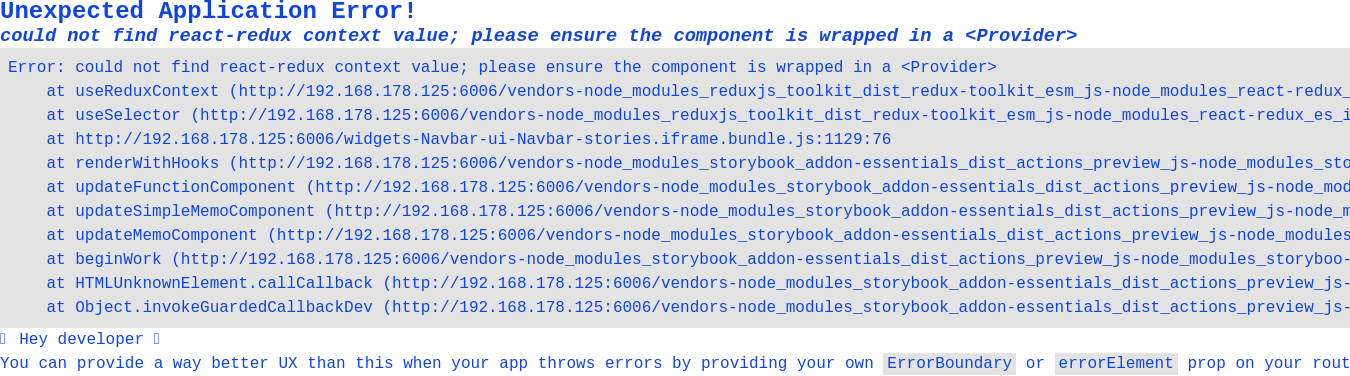 Unexpected Application Error!
could not find react-redux context value; please ensure the component is wrapped in a <Provider>
Error: could not find react-redux context value; please ensure the component is wrapped in a <Provider>
at useReduxContext (http://192.168.178.125:6006/vendors-node_modules_reduxjs_toolkit_dist_redux-toolkit_esm_js-node_modules_react-redux_
at useSelector (http://192.168.178.125:6006/vendors-node_modules_reduxjs_toolkit_dist_redux-toolkit_esm_js-node_modules_react-redux_es_i
at http://192.168.178.125:6006/widgets-Navbar-ui-Navbar-stories.iframe.bundle.js:1129:76
at renderWithHooks (http://192.168.178.125:6006/vendors-node_modules_storybook_addon-essentials_dist_actions_preview_js-node_modules_sto
at updateFunctionComponent (http://192.168.178.125:6006/vendors-node_modules_storybook_addon-essentials_dist_actions_preview_js-node_mod
at updateSimpleMemoComponent (http://192.168.178.125:6006/vendors-node_modules_storybook_addon-essentials_dist_actions_preview_js-node_m
at updateMemoComponent (http://192.168.178.125:6006/vendors-node_modules_storybook_addon-essentials_dist_actions_preview_js-node_modules
at beginWork (http://192.168.178.125:6006/vendors-node_modules_storybook_addon-essentials_dist_actions_preview_js-node_modules_storyboo-
at HTMLUnknownElement.callCallback (http://192.168.178.125:6006/vendors-node_modules_storybook_addon-essentials_dist_actions_preview_js-
at Object.invokeGuardedCallbackDev (http://192.168.178.125:6006/vendors-node_modules_storybook_addon-essentials_dist_actions_preview_js-
Hey developer
You can provide a way better UX than this when your app throws errors by providing your own ErrorBoundary or errorElement prop on your rout